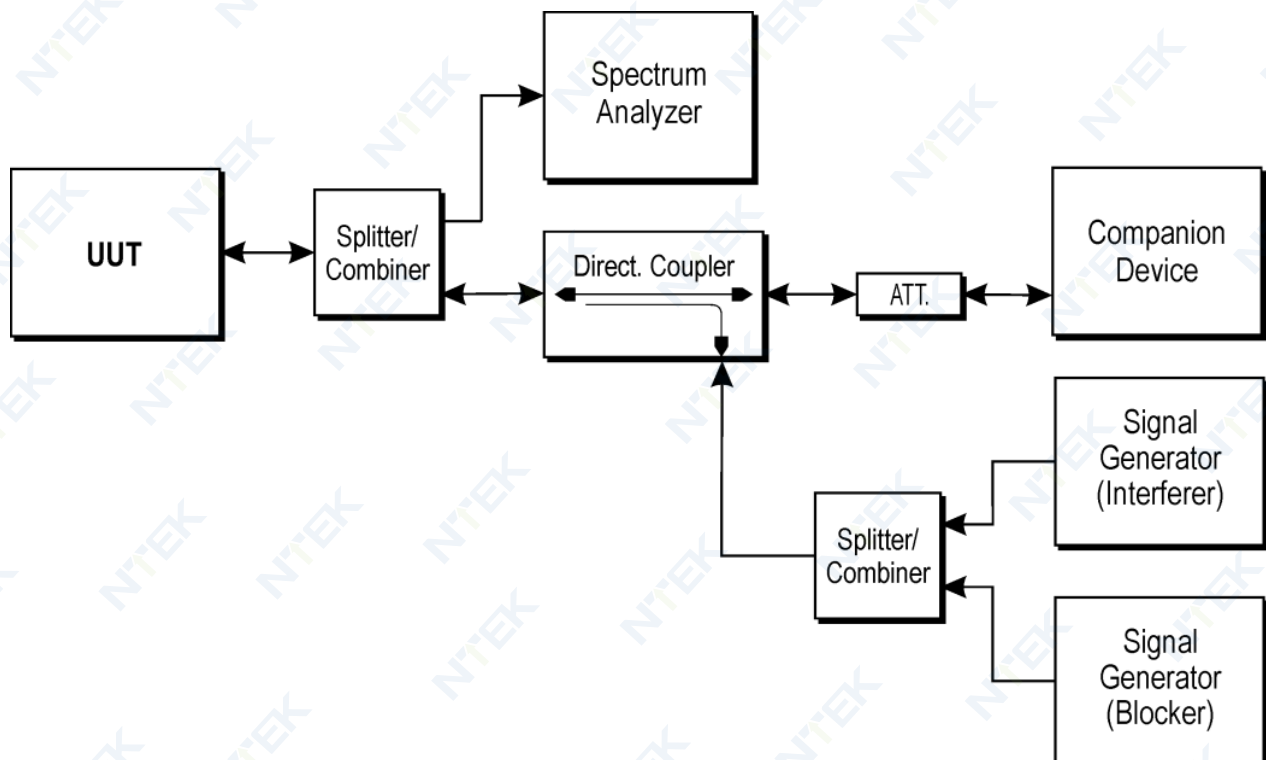 Spectrum
Analyzer
UUT
Splitter/
Combiner
Direct. Coupler
ATT.
Companion
Device
Signal
Generator
(Interferer)
Splitter/
Combiner
Signal
Generator
(Blocker)
NTEK